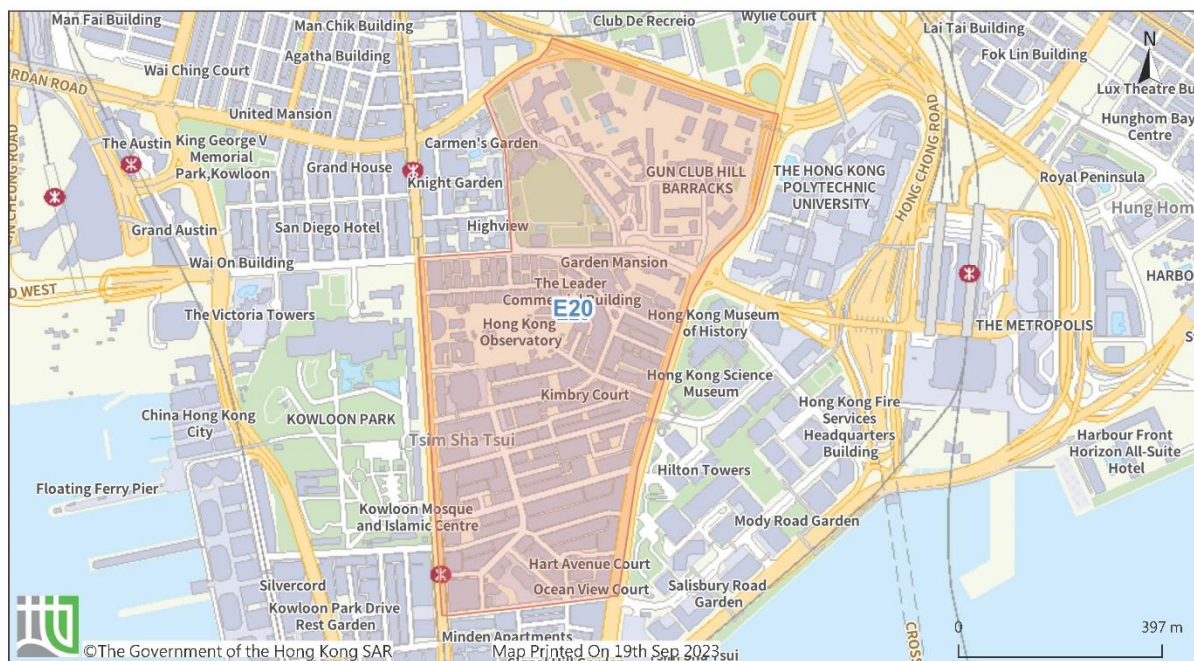 Man Fai Building
Man Chik Building
Club De Recreio
Wylie Court
Lai Tai Building
Agatha Building
Fok Lin Building
Wai Ching Court
N
Lux Theatre Bu
ORDAN ROAD
United Mansion
Hunghom Bay
Centre
The Austin
King George V
Memorial
Park,Kowloon
Carmen's Garden
Grand House
Knight Garden
GUN CLUB HILL
BARRACKS
THE HONG KONG
POLYTECHNIC
UNIVERSITY
HONG CHONG ROAD
Royal Peninsula
Hung Hom
Grand Austin
San Diego Hotel
Highview
Wai On Building
Garden Mansion
HARBO
D WEST
The Leader
Commercial Building
E20
The Victoria Towers
Hong Kong
Observatory
Hong Kong Museum
of History
THE METROPOLIS
Hong Kong Science
Museum
Kimbry Court
China Hong Kong
City
KOWLOON PARK
Hong Kong Fire
Services
Headquarters
Building
Tsim Sha Tsui
Harbour Front
Horizon All-Suite
Hotel
Hilton Towers
Floating Ferry Pier
Kowloon Mosque
and Islamic Centre
Mody Road Garden
Hart Avenue Court
Silvercord
Ocean View Court
Salisbury Road
Garden
Kowloon Park Drive
Rest Garden
Minden Apartments
CROSS
0
397 m
©The Government of the Hong Kong SAR
Map Printed On 19th Sep 2023